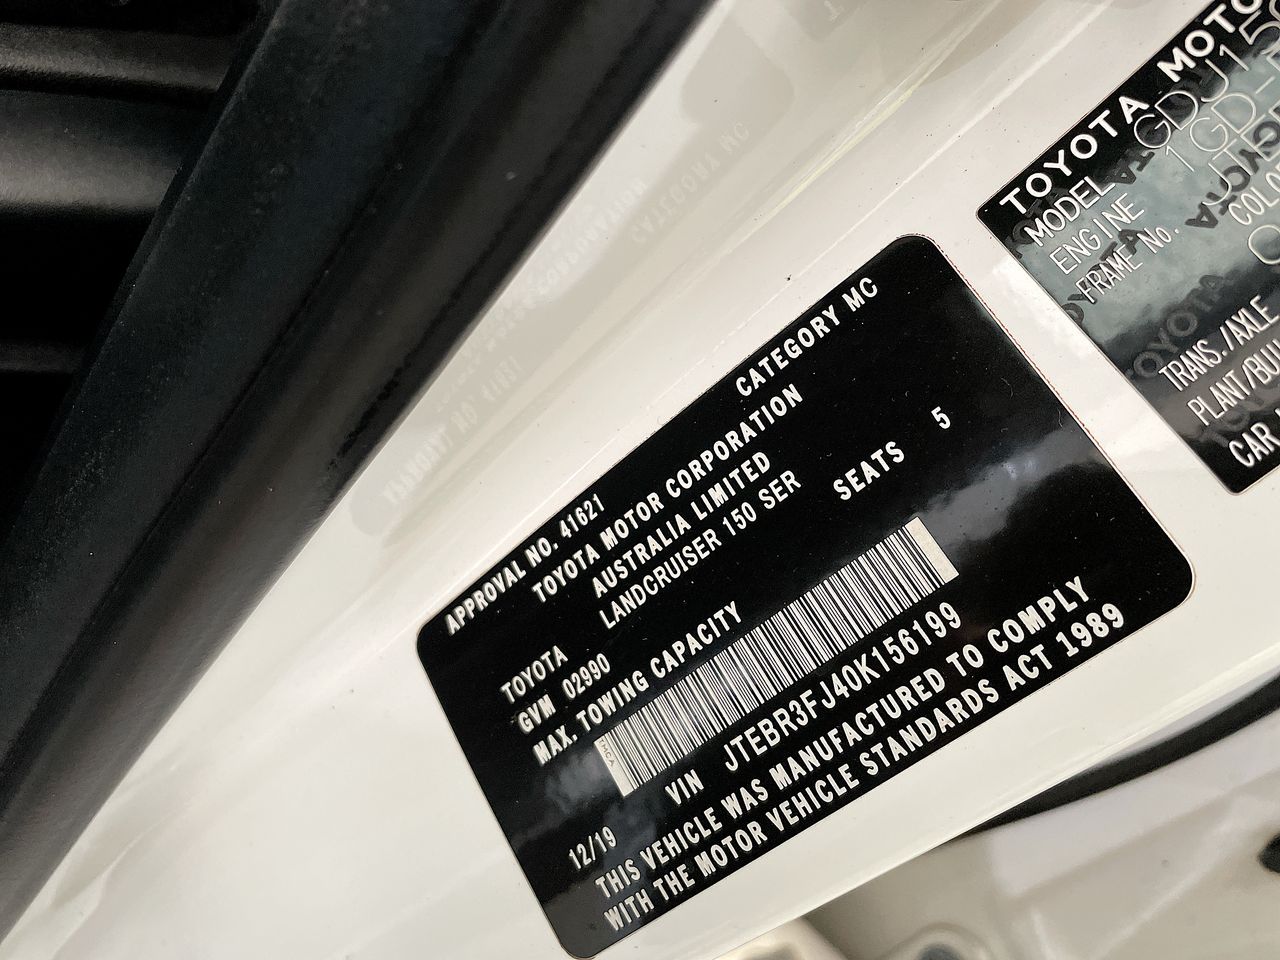 APPROVAL NO. 41621 CATEGORY MC
TOYOTA MOTOR CORPORATION
AUSTRALIA LIMITED
TOYOTA LANDCRUISER 150 SER
GVM 02990 SEATS 5
MAX. TOWING CAPACITY
TMCA
VIN JTEBR3FJ40K156199
12/19
THIS VEHICLE WAS MANUFACTURED TO COMPLY
WITH THE MOTOR VEHICLE STANDARDS ACT 1989
TOYOTA
MODEL
ENGINE
FRAME No.
TRANS./AXLE
CAR